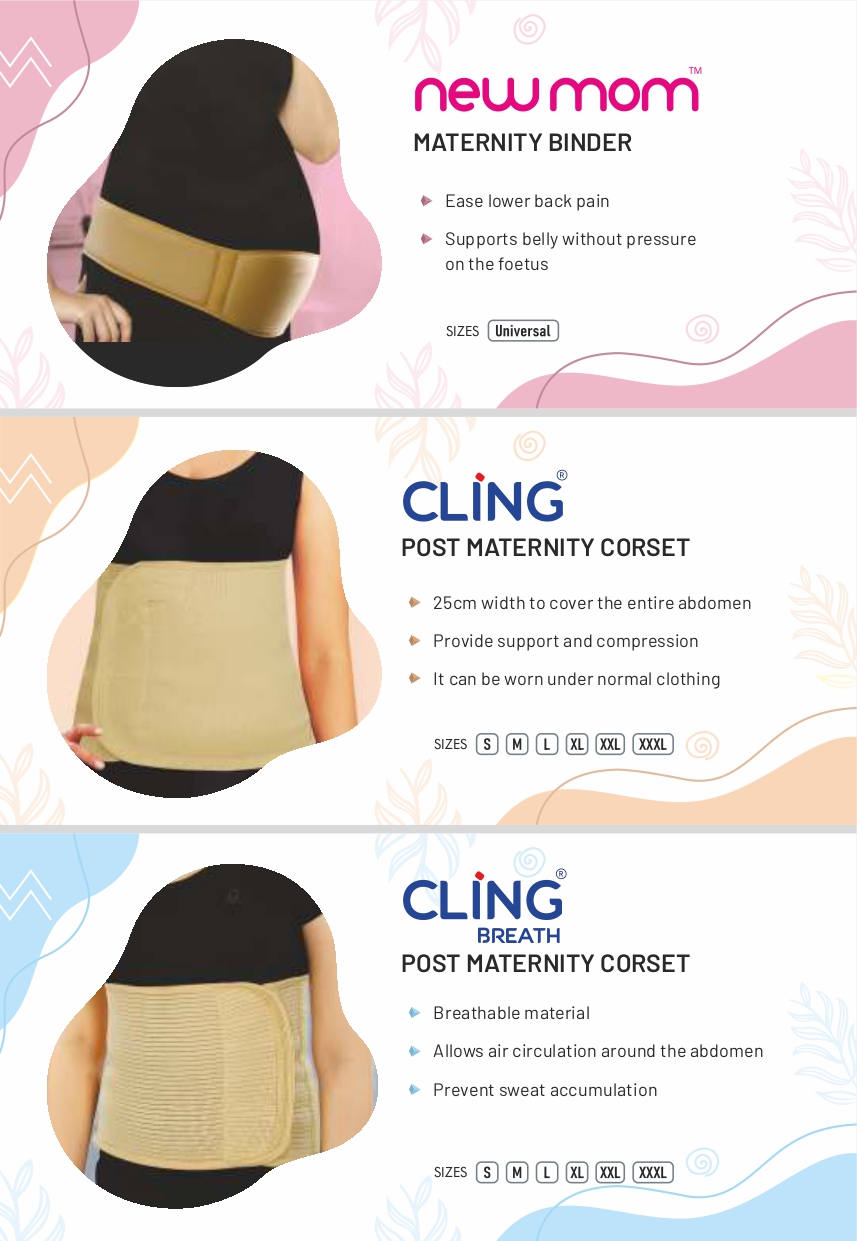 new mom™
MATERNITY BINDER
Ease lower back pain
Supports belly without pressure
on the foetus
SIZES Universal
CLING®
POST MATERNITY CORSET
25cm width to cover the entire abdomen
Provide support and compression
It can be worn under normal clothing
SIZES S M L XL XXL XXXL
CLING®
BREATH
POST MATERNITY CORSET
Breathable material
Allows air circulation around the abdomen
Prevent sweat accumulation
SIZES S M L XL XXL XXXL